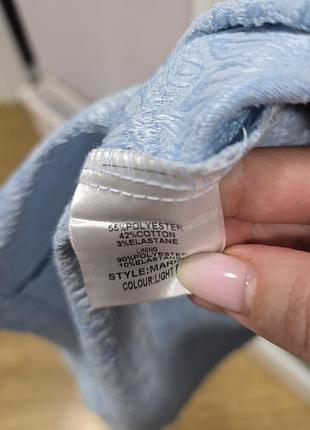 55%POLYESTER
42%COTTON
3%ELASTANE
LINING
90%POLYESTER
10%ELASTANE
STYLE:MAR
COLOUR:LIGHT